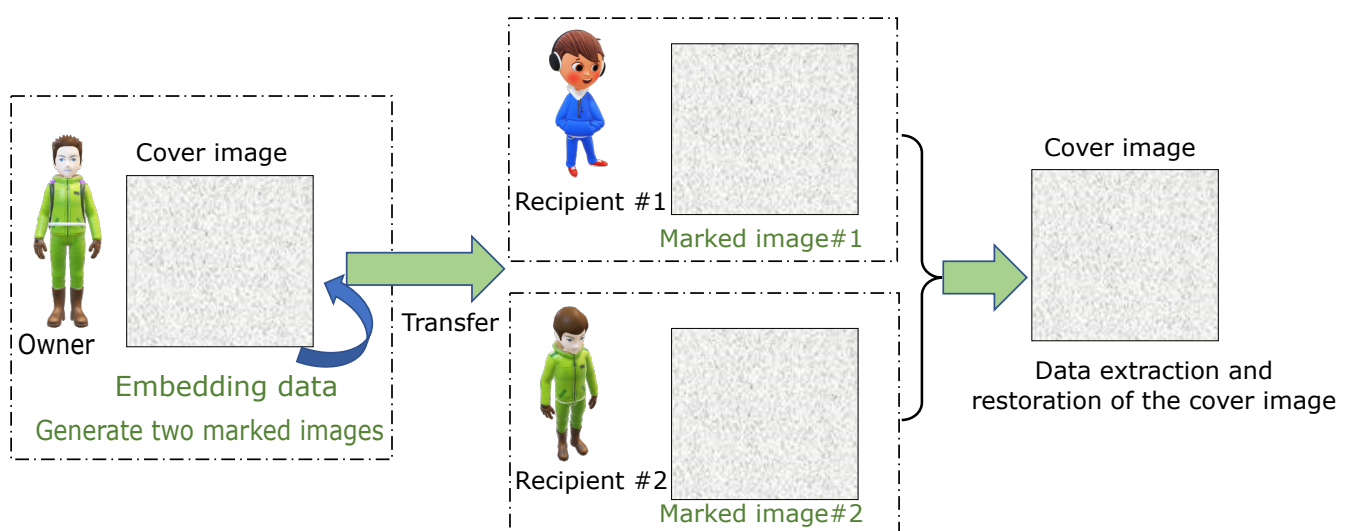 Cover image
Owner
Embedding data
Generate two marked images
Transfer
Recipient #1
Marked image#1
Recipient #2
Marked image#2
Cover image
Data extraction and
restoration of the cover image